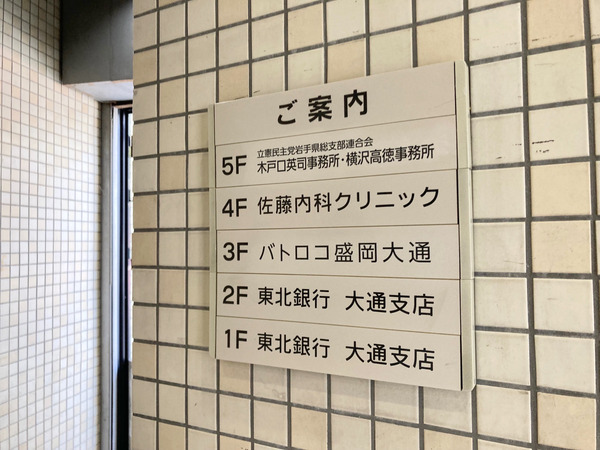 ご案内
5F 立憲民主党岩手県総支部連合会
木戸口英司事務所・横沢高徳事務所
4F 佐藤内科クリニック
3F バトロコ盛岡大通
2F 東北銀行 大通支店
1F 東北銀行 大通支店